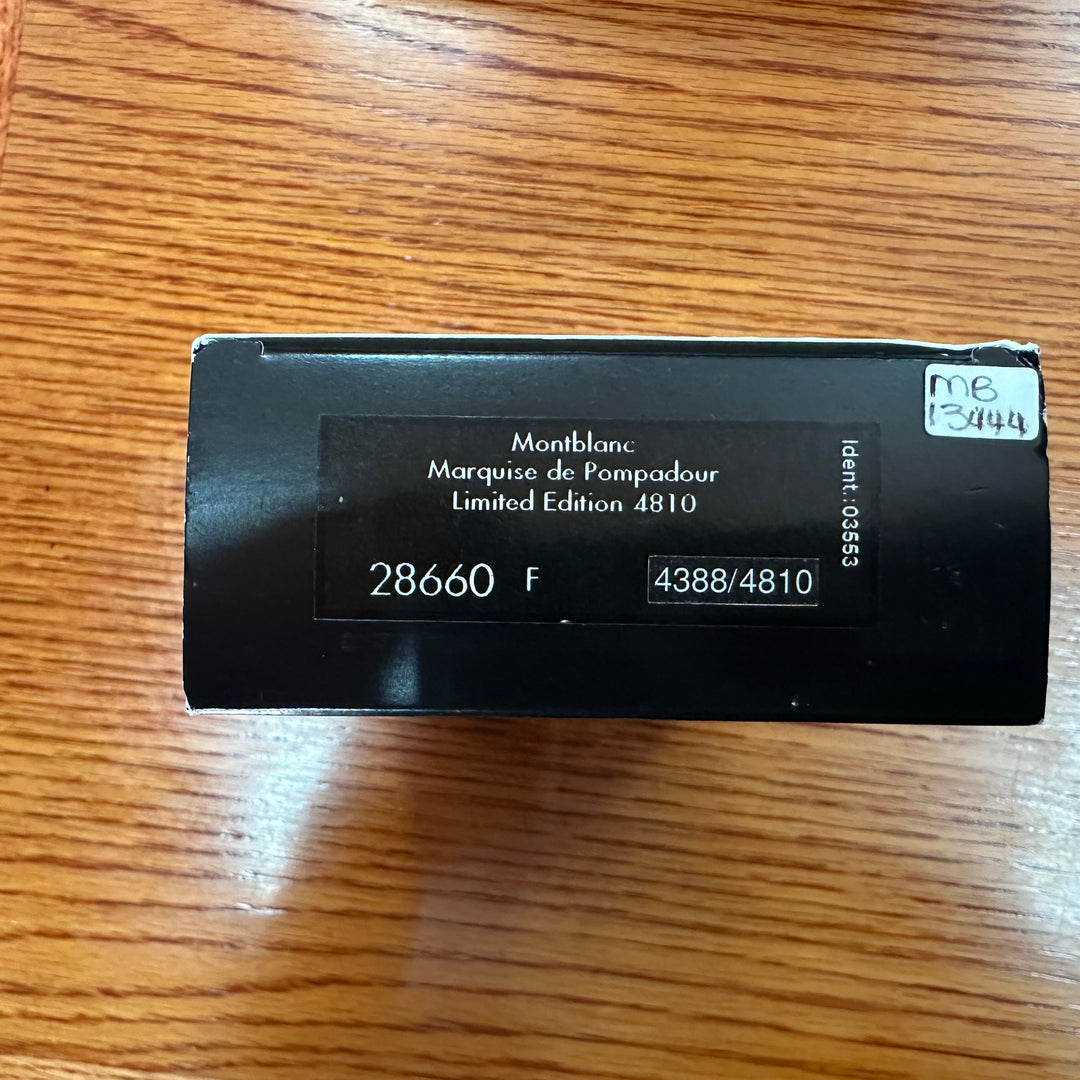 MB
13444
Montblanc
Marquise de Pompadour
Limited Edition 4810
Ident.:03553
28660 F
4388/4810